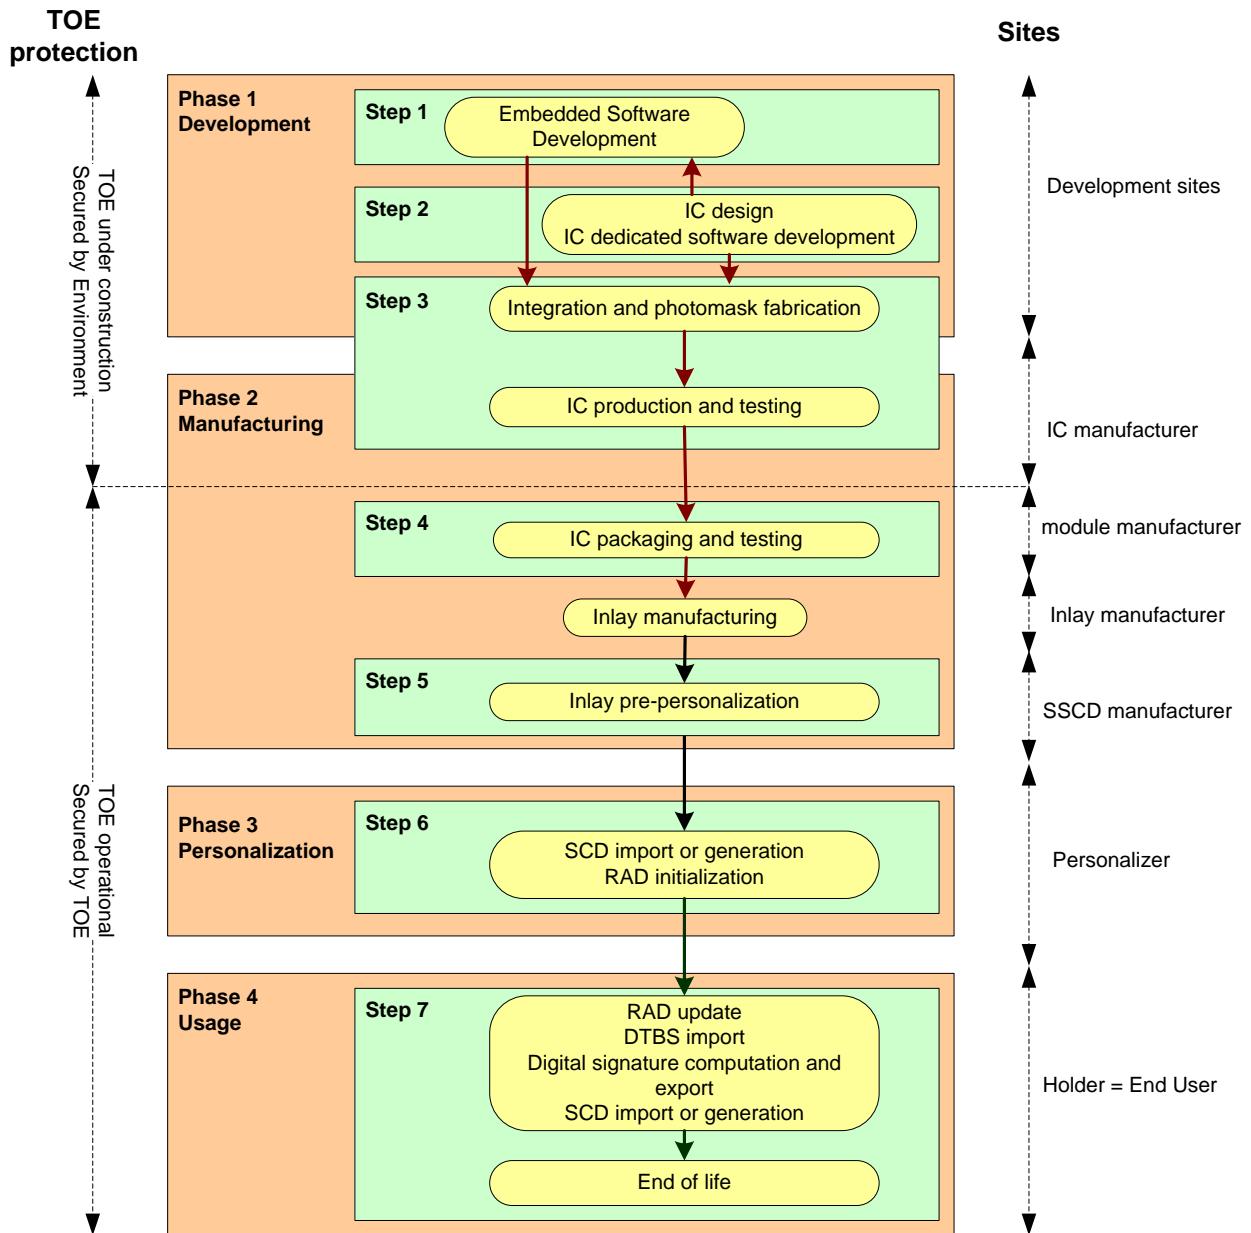 TOE
protection
Sites
Phase 1
Development
Step 1
Embedded Software
Development
Step 2
IC design
IC dedicated software development
Development sites
TOE under construction
Secured by Environment
Step 3
Integration and photomask fabrication
Phase 2
Manufacturing
IC production and testing
IC manufacturer
Step 4
IC packaging and testing
module manufacturer
Inlay manufacturing
Inlay manufacturer
Step 5
Inlay pre-personalization
SSCD manufacturer
TOE operational
Secured by TOE
Phase 3
Personalization
Step 6
SCD import or generation
RAD initialization
Personalizer
Phase 4
Usage
Step 7
RAD update
DTBS import
Digital signature computation and
export
SCD import or generation
Holder = End User
End of life